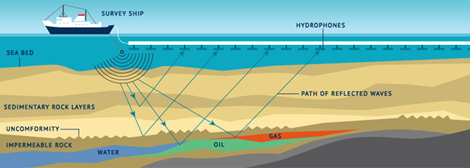 SURVEY SHIP
HYDROPHONES
SEA BED
PATH OF REFLECTED WAVES
SEDIMENTARY ROCK LAYERS
UNCOMFORMITY
GAS
IMPERMEABLE ROCK
OIL
WATER